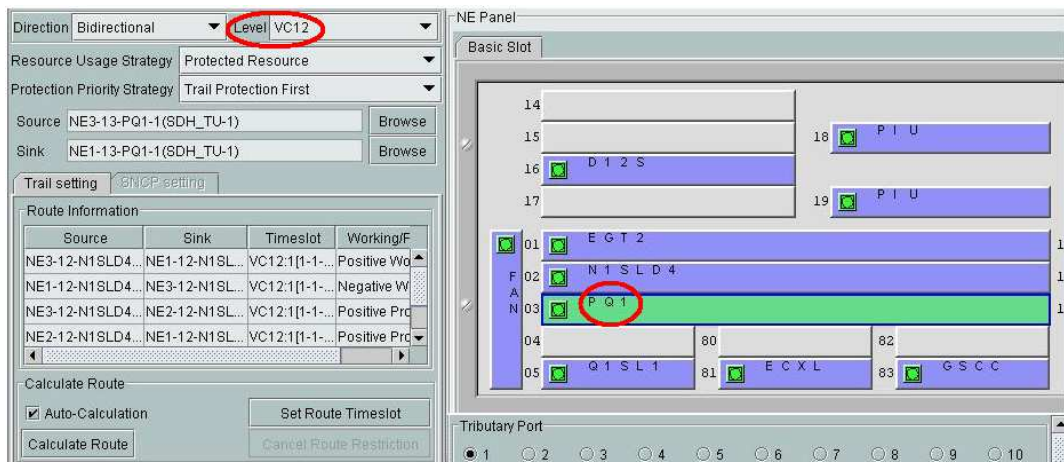 Direction Bidirectional Level VC12
Resource Usage Strategy Protected Resource
Protection Priority Strategy Trail Protection First
Source NE3-13-PQ1-1(SDH_TU-1) Browse
Sink NE1-13-PQ1-1(SDH_TU-1) Browse
Trail setting SNCP setting
Route Information
Source Sink Timeslot Working/P
NE3-12-N1SLD4... NE1-12-N1SL... VC12:1[1-1-... Positive Wo
NE1-12-N1SLD4... NE3-12-N1SL... VC12:1[1-1-... Negative W
NE3-12-N1SLD4... NE2-12-N1SL... VC12:1[1-1-... Positive Pro
NE2-12-N1SLD4... NE1-12-N1SL... VC12:1[1-1-... Positive Pro
Calculate Route
Auto-Calculation Set Route Timeslot
Calculate Route Cancel Route Restriction
NE Panel
Basic Slot
14
15 18 PIU
16 D12S
17 19 PIU
01 EGT2 1
FAN 02 N1SLD4 1
03 PQ1 1
04 80 82
05 Q1SL1 81 ECXL 83 GSCC
Tributary Port
1 2 3 4 5 6 7 8 9 10